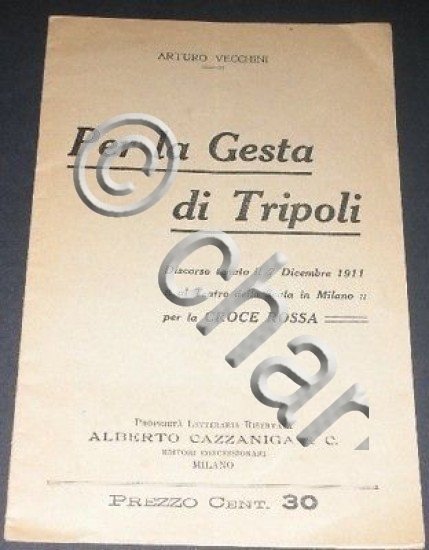 ARTURO VECCHINI
Per la Gesta
di Tripoli
Discorso tenuto il 7 Dicembre 1911
al Teatro della Scala in Milano
per la CROCE ROSSA
PROPRIETÀ LETTERARIA RISERVATA
ALBERTO CAZZANIGA & C.
EDITORI CONCESSIONARI
MILANO
PREZZO CENT. 30
© char